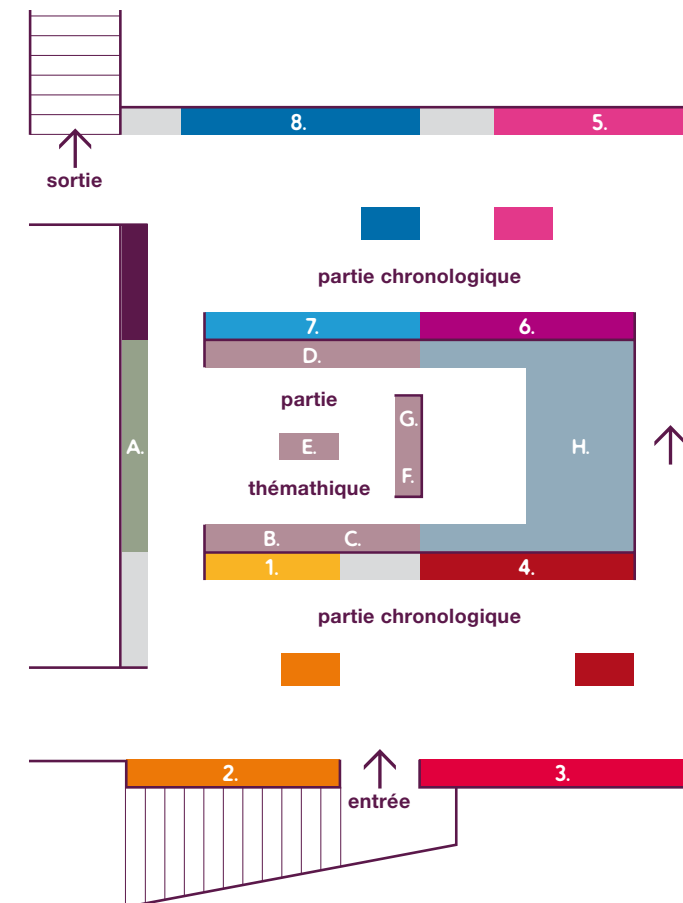 8.
5.
sortie
partie chronologique
7.
6.
D.
partie
G.
A.
E.
H.
F.
thémathique
B.
C.
1.
4.
partie chronologique
2.
3.
entrée